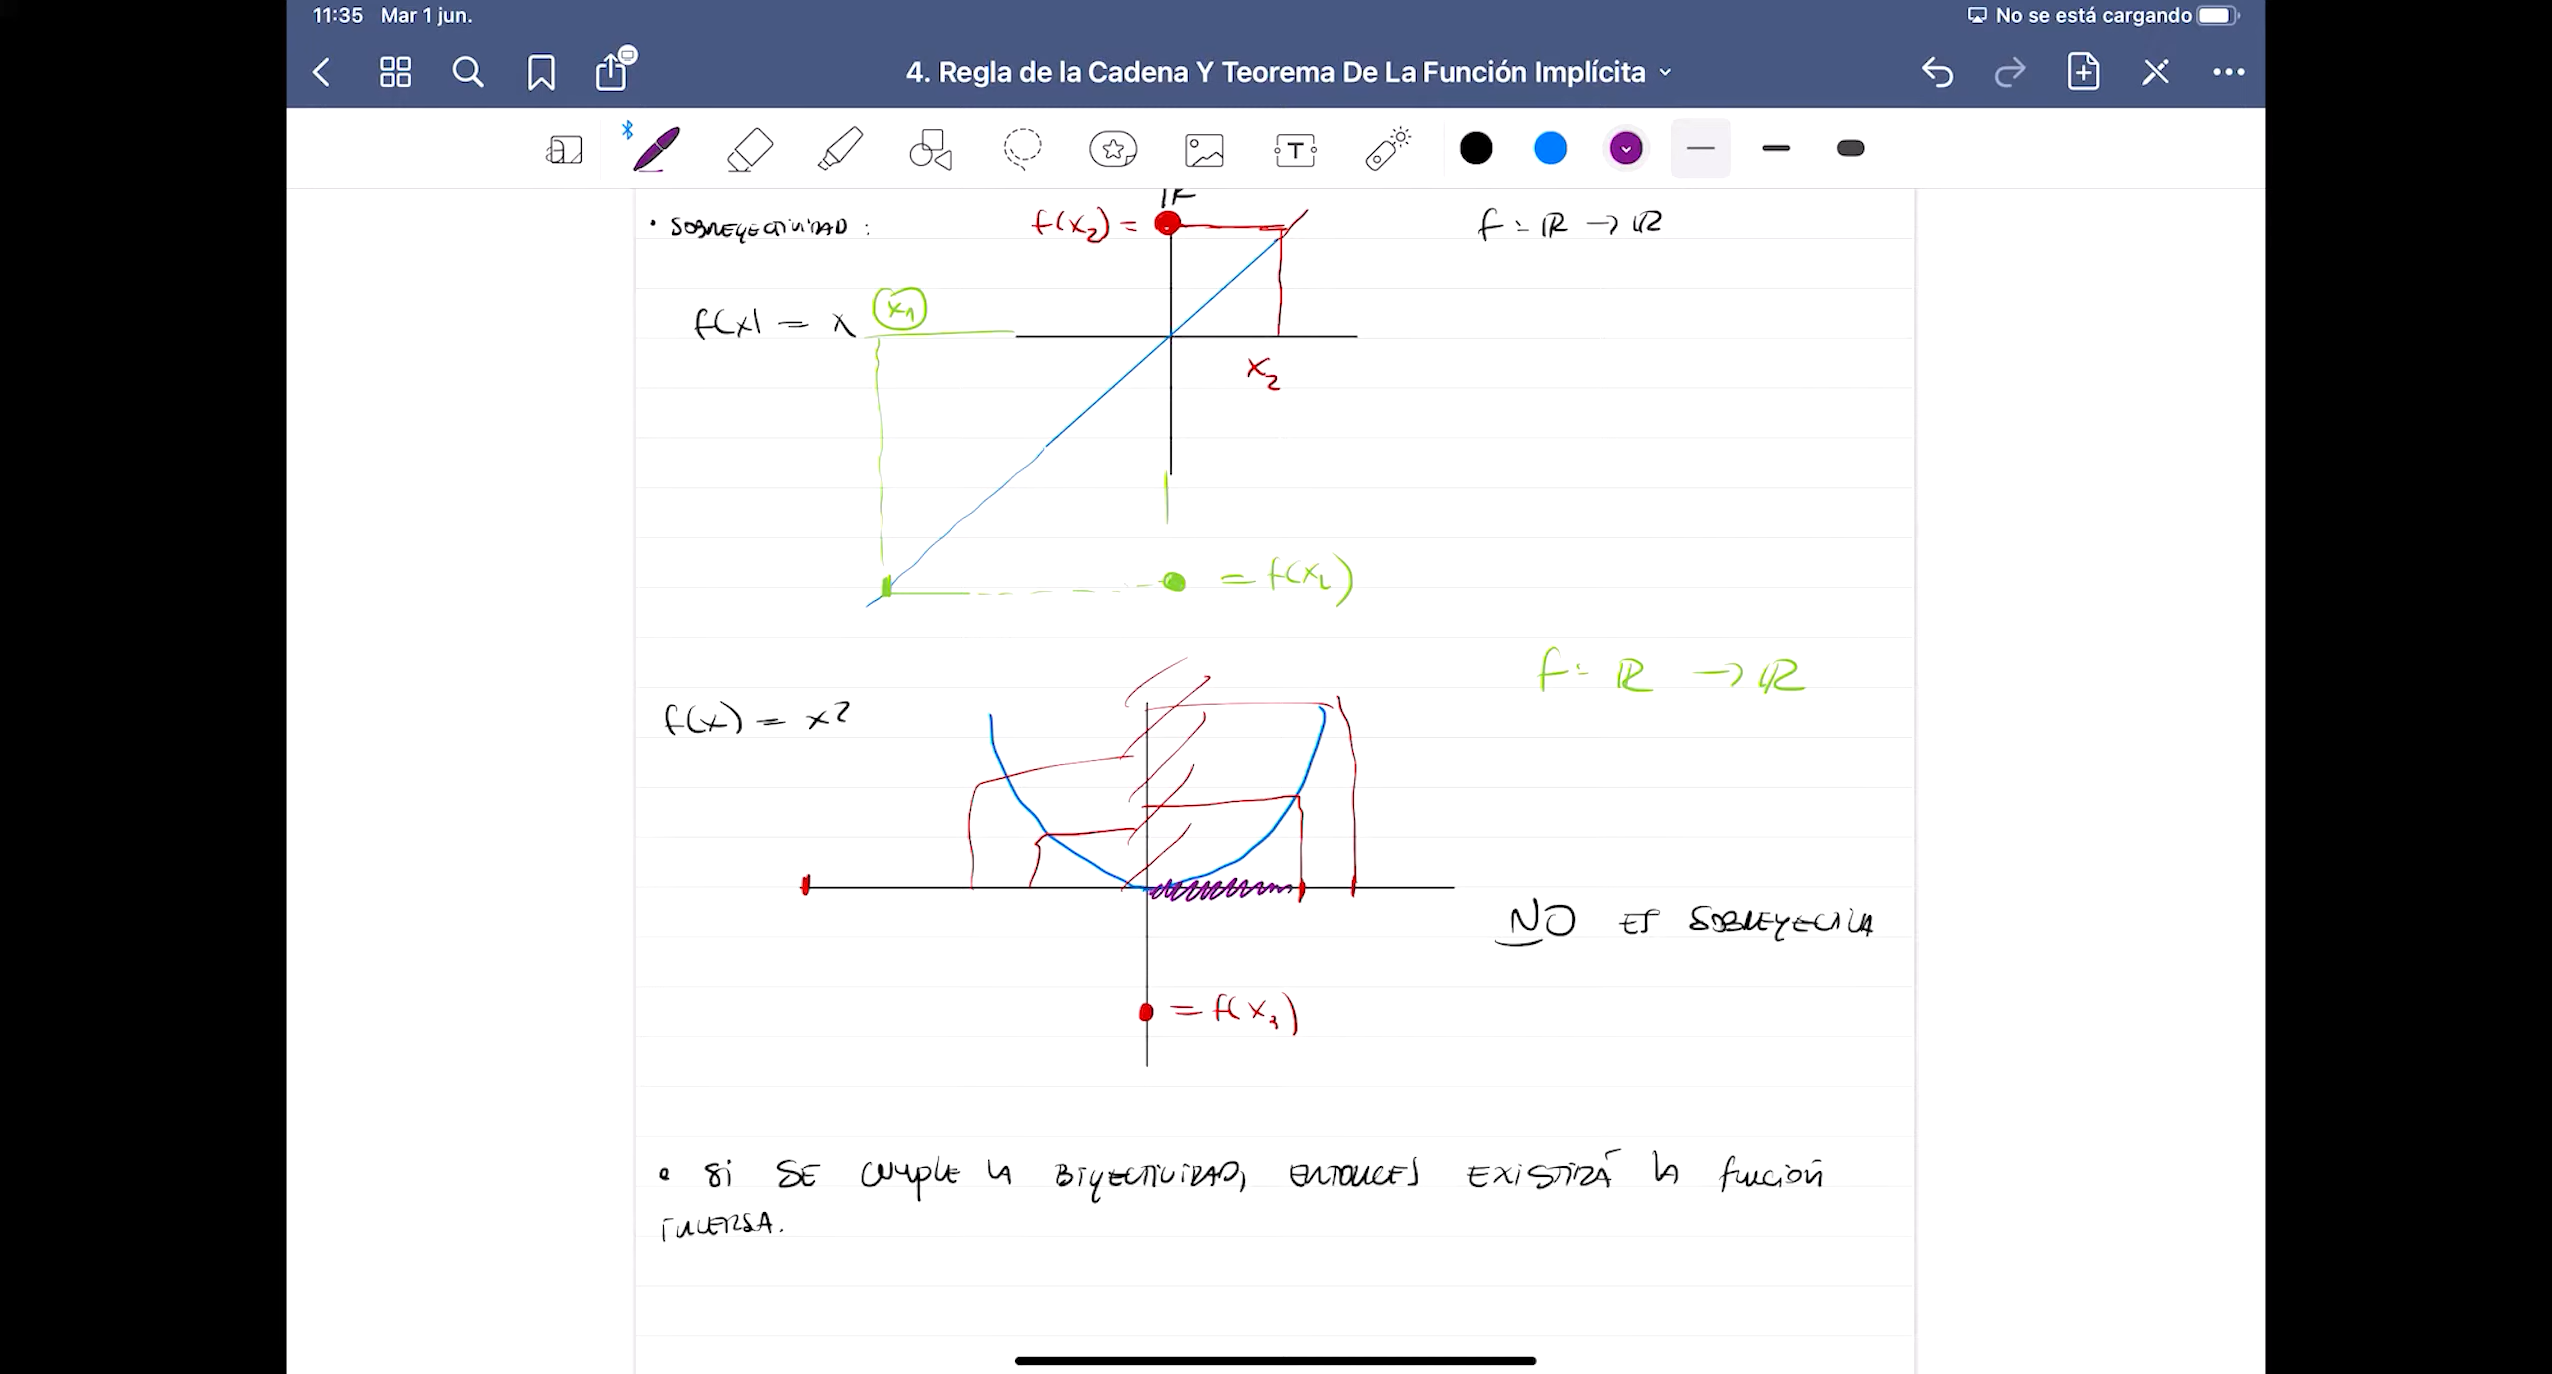 11:35 Mar 1 jun. No se está cargando
4. Regla de la Cadena Y Teorema De La Función Implícita
IR
• SOBREYECTIVIDAD : f(x₂) = f : ℝ → ℝ
f(x) = x x₁
x₂
= f(x₁)
f : ℝ → ℝ
f(x) = x²
NO ES SOBREYECTIVA
= f(x₃)
• Si SE CUMPLE LA BIYECTIVIDAD, ENTONCES EXISTIRÁ LA función
INVERSA.